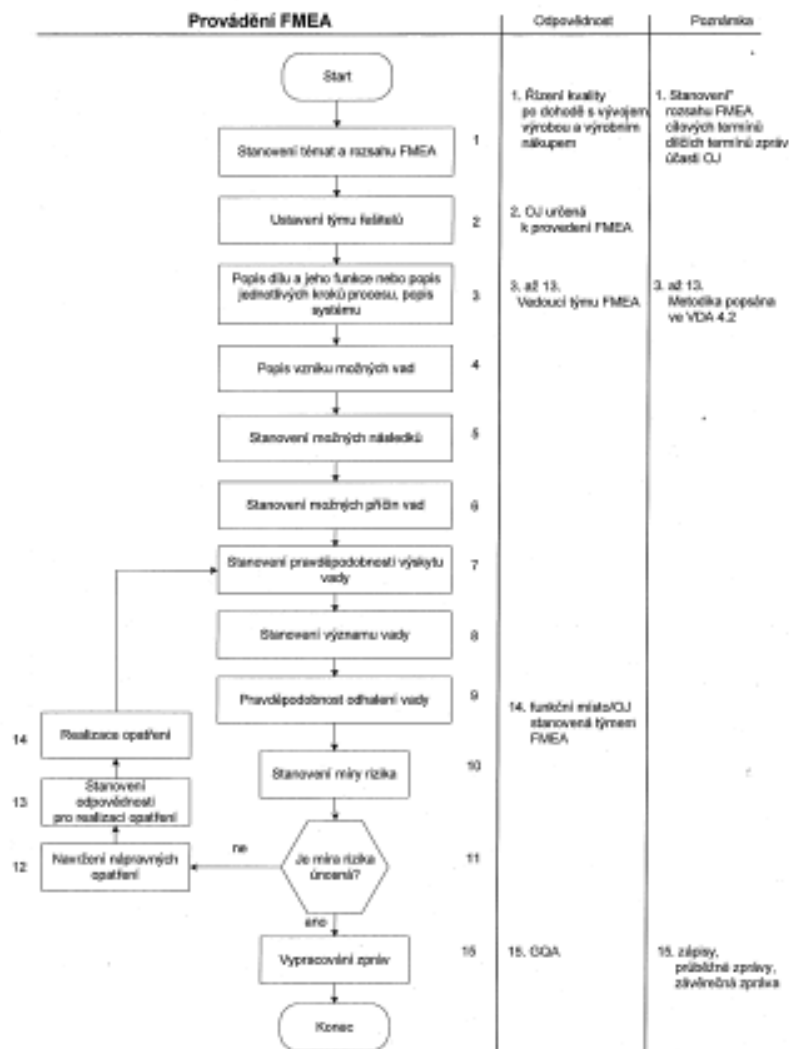 Provádění FMEA
Odpovědnost
Poznámka
Start
1. Řízení kvality
po dohodě s vývojem
výrobou a výrobním
nákupem
1. Stanovení"
rozsahu FMEA
cílových termínů
dílčích termínů zpráv
účasti OJ
Stanovení témat a rozsahu FMEA
1
Ustavení týmu řešitelů
2
2. OJ určená
k provedení FMEA
Popis dílu a jeho funkce nebo popis
jednotlivých kroků procesu, popis
systému
3
3. až 13.
Vedoucí týmu FMEA
3. až 13.
Metodika popsána
ve VDA 4.2
Popis vzniku možných vad
4
Stanovení možných následků
5
Stanovení možných příčin vad
6
Stanovení pravděpodobnosti výskytu
vady
7
Stanovení významu vady
8
Pravděpodobnost odhalení vady
9
14. funkční místo/OJ
stanovená týmem
FMEA
14
Realizace opatření
Stanovení míry rizika
10
13
Stanovení
odpovědnosti
pro realizaci opatření
12
Navržení nápravných
opatření
ne
Je míra rizika
únosná?
11
ano
Vypracování zpráv
15
15. GQA
15. zápisy,
průběžné zprávy,
závěrečná zpráva
Konec